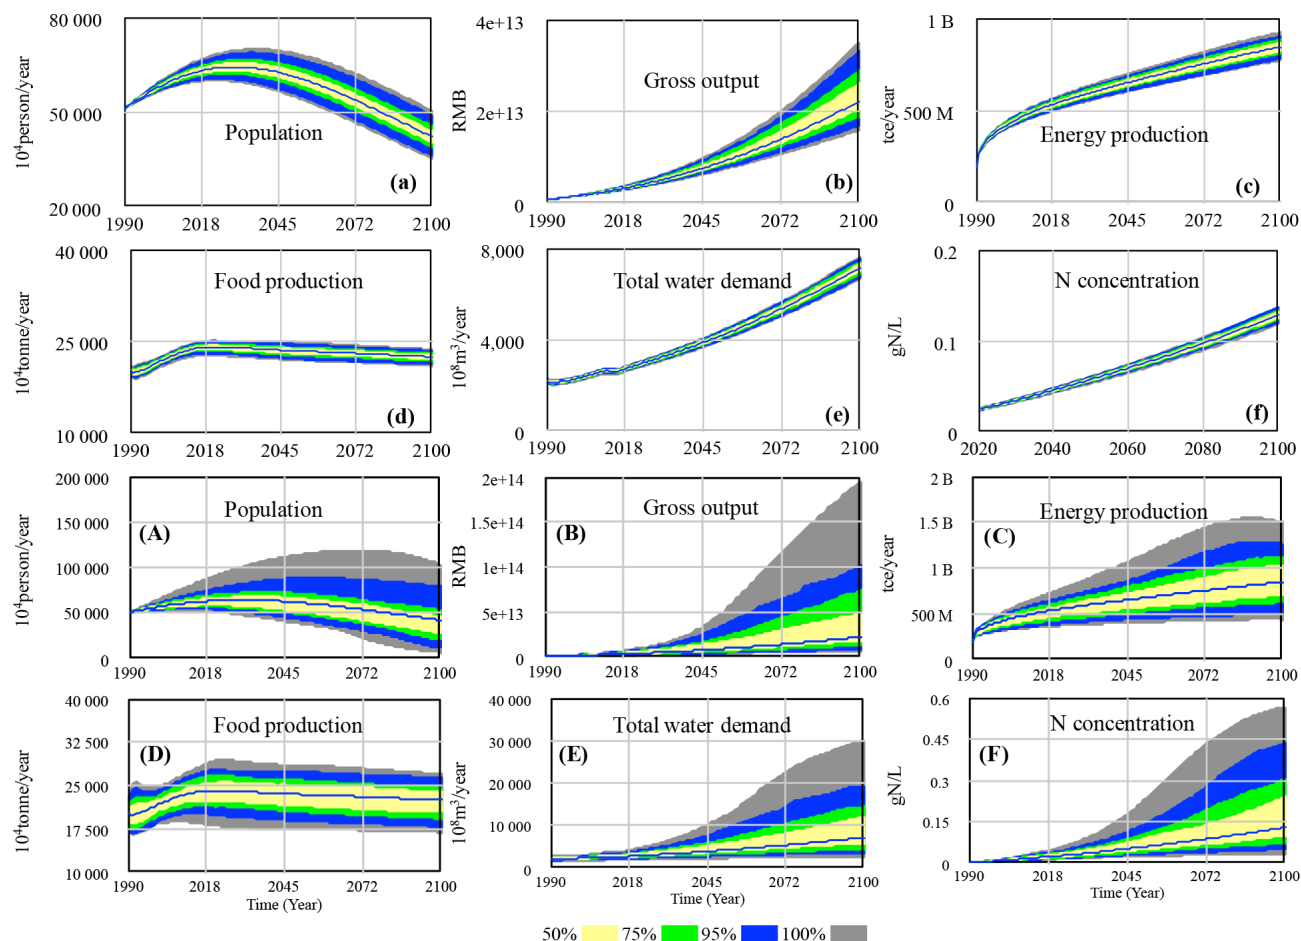 80 000
50 000
20 000
10⁴person/year
Population
(a)
1990 2018 2045 2072 2100
4e+13
2e+13
0
RMB
Gross output
(b)
1990 2018 2045 2072 2100
1 B
500 M
0
tce/year
Energy production
(c)
1990 2018 2045 2072 2100
40 000
25 000
10 000
10⁴tonne/year
Food production
(d)
1990 2018 2045 2072 2100
8,000
4,000
0
10⁸m³/year
Total water demand
(e)
1990 2018 2045 2072 2100
0.2
0.1
0
gN/L
N concentration
(f)
2020 2040 2060 2080 2100
200 000
150 000
100 000
50 000
0
10⁴person/year
Population
(A)
1990 2018 2045 2072 2100
2e+14
1.5e+14
1e+14
5e+13
0
RMB
Gross output
(B)
1990 2018 2045 2072 2100
2 B
1.5 B
1 B
500 M
0
tce/year
Energy production
(C)
1990 2018 2045 2072 2100
40 000
32 500
25 000
17 500
10 000
10⁴tonne/year
Food production
(D)
1990 2018 2045 2072 2100
Time (Year)
40 000
30 000
20 000
10 000
0
10⁸m³/year
Total water demand
(E)
1990 2018 2045 2072 2100
Time (Year)
0.6
0.45
0.3
0.15
0
gN/L
N concentration
(F)
1990 2018 2045 2072 2100
Time (Year)
50% 75% 95% 100%